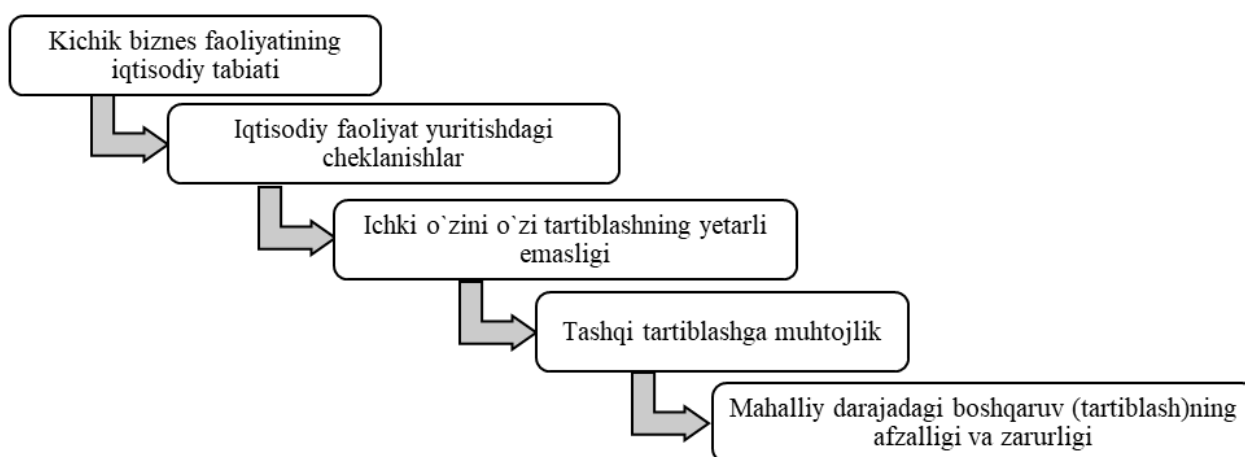 Kichik biznes faoliyatining
iqtisodiy tabiati
Iqtisodiy faoliyat yuritishdagi
cheklanishlar
Ichki o`zini o`zi tartiblashning yetarli
emasligi
Tashqi tartiblashga muhtojlik
Mahalliy darajadagi boshqaruv (tartiblash)ning
afzalligi va zarurligi